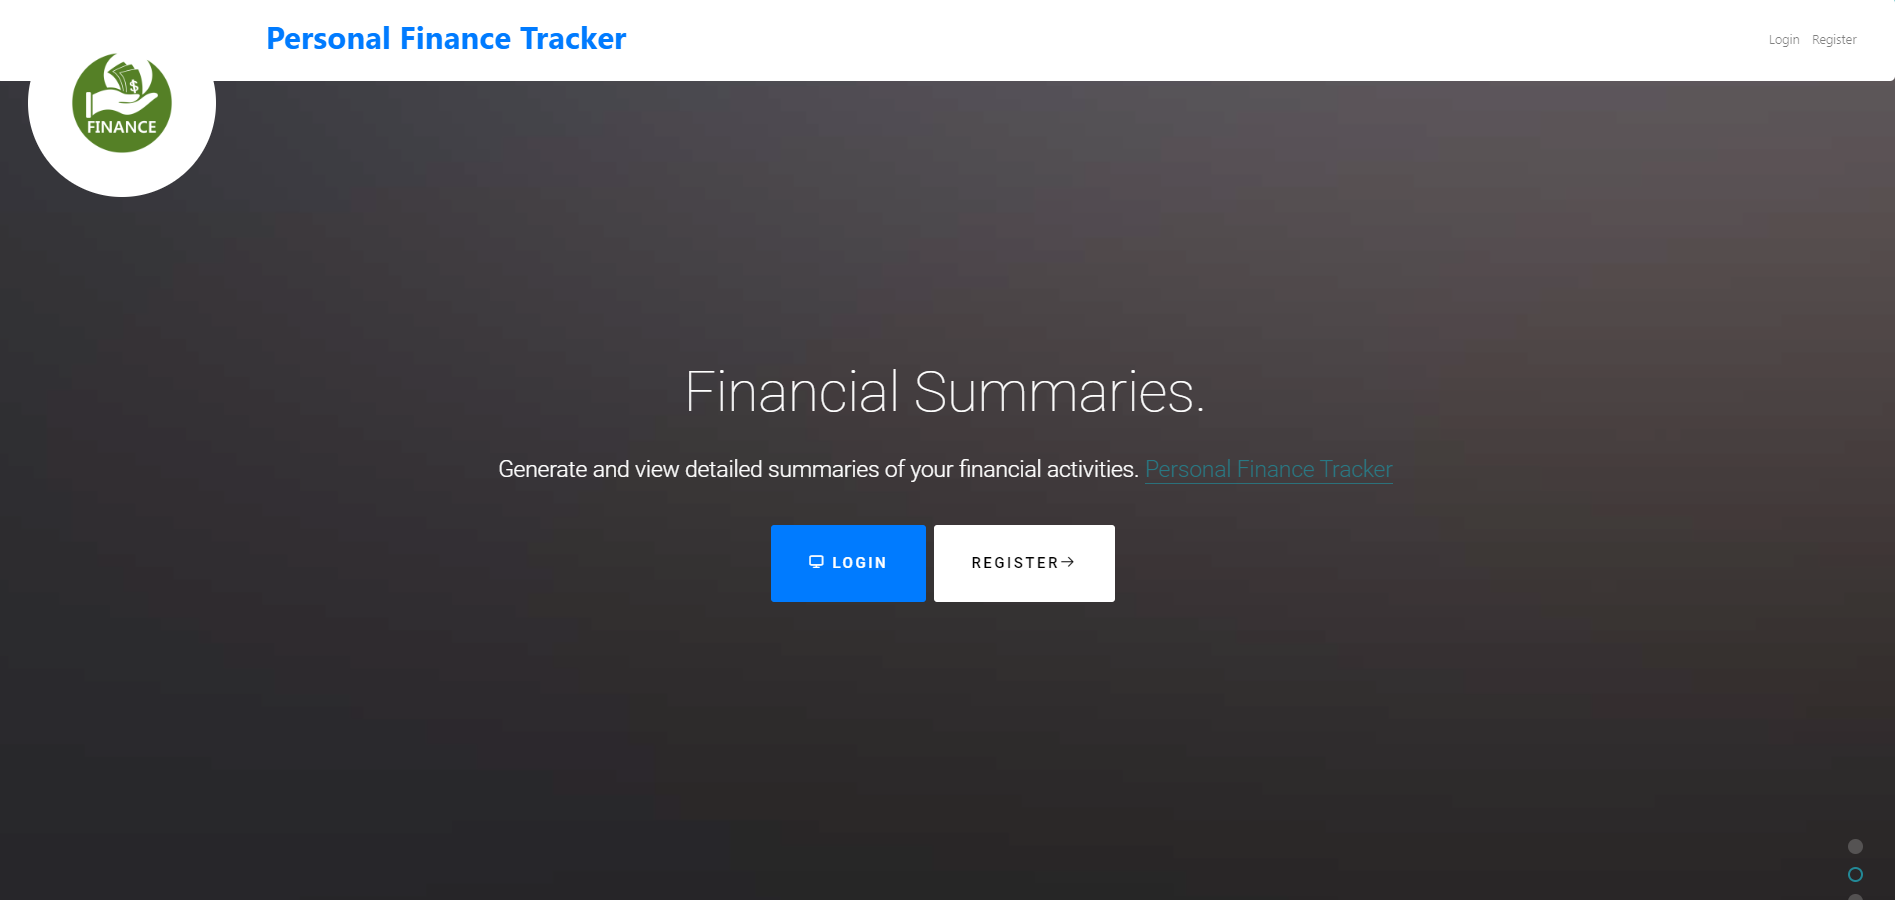 Personal Finance Tracker
Login Register
$
FINANCE
Financial Summaries.
Generate and view detailed summaries of your financial activities. Personal Finance Tracker
LOGIN
REGISTER